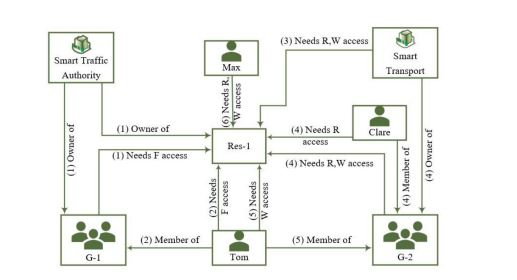 Smart Traffic
Authority
Max
(3) Needs R,W access
Smart
Transport
(6) Needs R,
W access
(1) Owner of
(1) Owner of
(1) Needs F access
Res-1
(4) Needs R
access
Clare
(4) Needs R,W access
(4) Member of
(4) Owner of
(2) Needs
F access
(5) Needs
W access
(2) Member of
(5) Member of
G-1
Tom
G-2